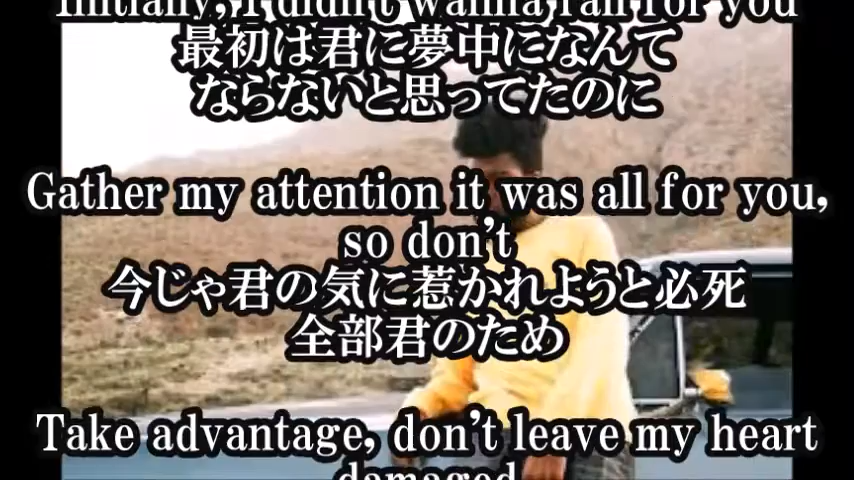 Initially, I didn't wanna fall for you
最初は君に夢中になんて
ならないと思ってたのに
Gather my attention it was all for you,
so don't
今じゃ君の気に惹かれようと必死
全部君のため
Take advantage, don't leave my heart
damaged